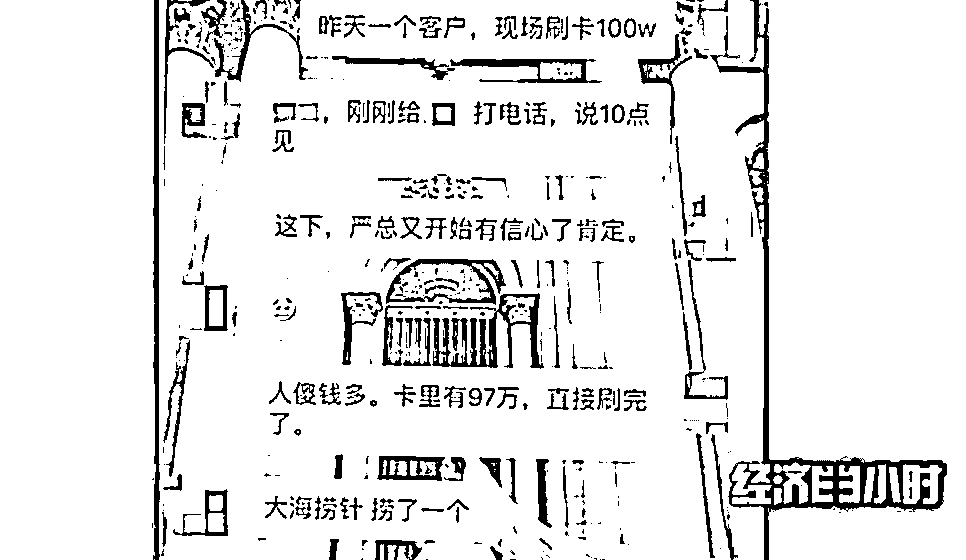 昨天一个客户，现场刷卡100w
，刚刚给 打电话，说10点
见
这下，严总又开始有信心了肯定。
人傻钱多。卡里有97万，直接刷完
了。
大海捞针 捞了一个
经济半小时